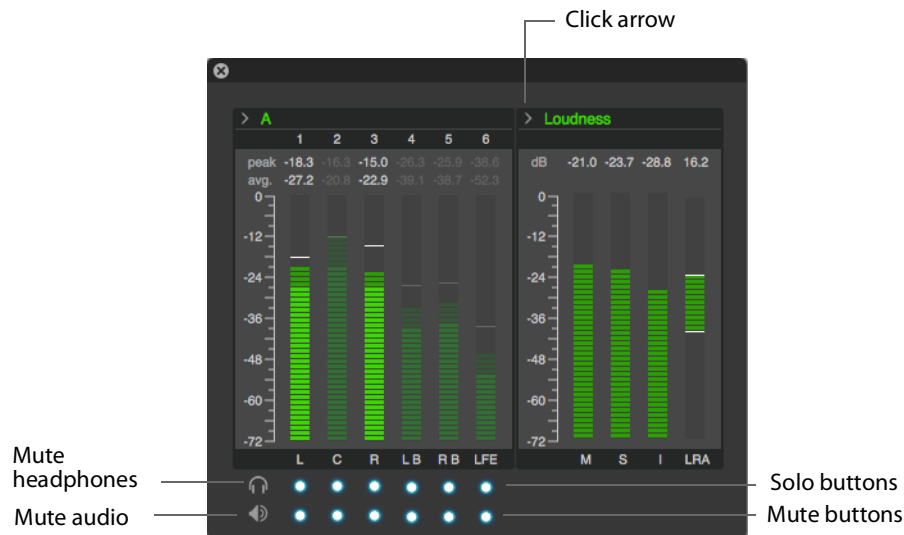 Click arrow
A
Loudness
1 2 3 4 5 6
peak -18.3 -16.3 -15.0 -26.3 -25.9 -38.6
avg. -27.2 -20.8 -22.9 -39.1 -38.7 -52.3
dB -21.0 -23.7 -28.8 16.2
0
-12
-24
-36
-48
-60
-72
0
-12
-24
-36
-48
-60
-72
L C R L B R B LFE
M S I LRA
Mute
headphones
Mute audio
Solo buttons
Mute buttons